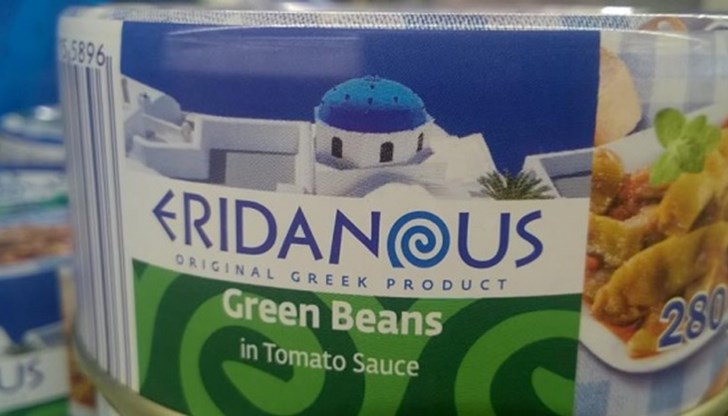 5896
ERIDANOUS
ORIGINAL GREEK PRODUCT
Green Beans
in Tomato Sauce
280
US